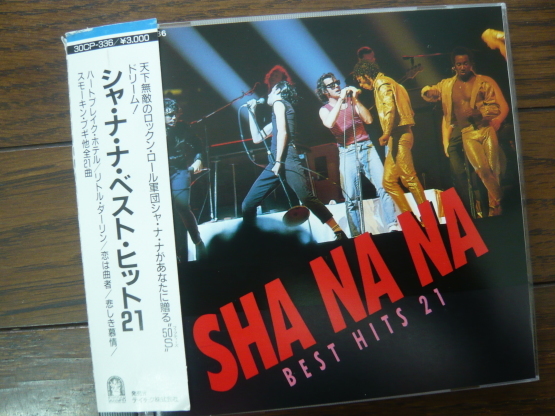 30CP-336/¥3,000
天下無敵のロックン・ロール軍団シャ・ナ・ナがあなたに贈る"50'S"
ドリーム!
シャ・ナ・ナ・ベスト・ヒット21
ハートブレイク・ホテル/リトル・ダーリン/恋は曲者/悲しき慕情/
スモーキン・ブギ他全21曲
SHA NA NA
BEST HITS 21